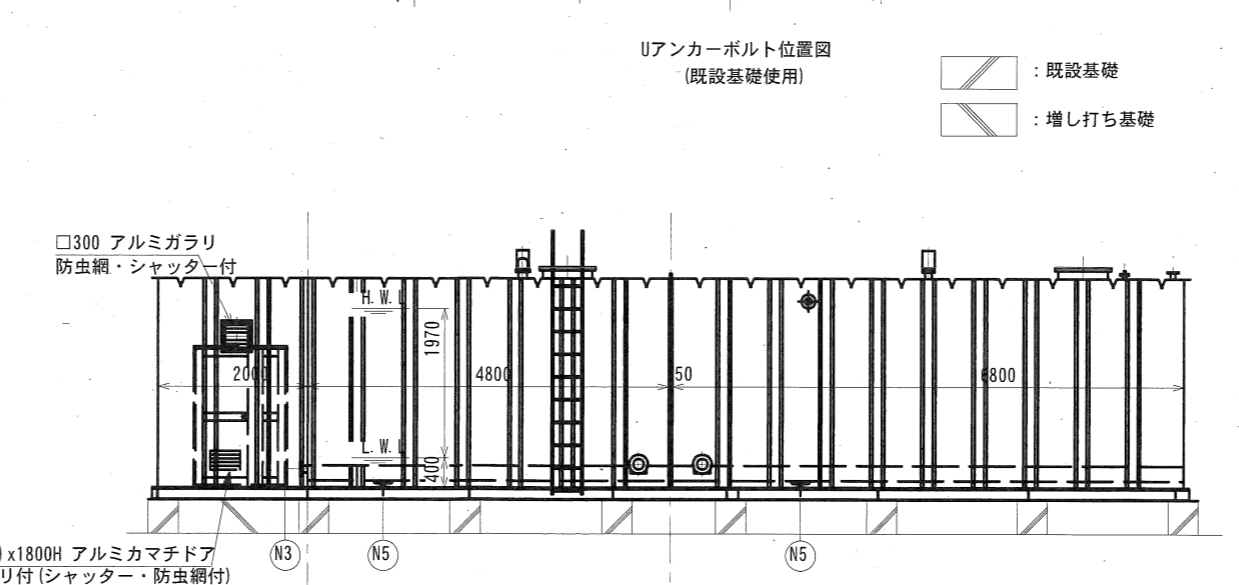 Uアンカーボルト位置図
(既設基礎使用)
：既設基礎
：増し打ち基礎
□300 アルミガラリ
防虫網・シャッター付
H. W. L
1970
2000
4800
50
6800
L. W. L
400
N3
N5
N5
x1800H アルミカマチドア
リ付(シャッター・防虫網付)